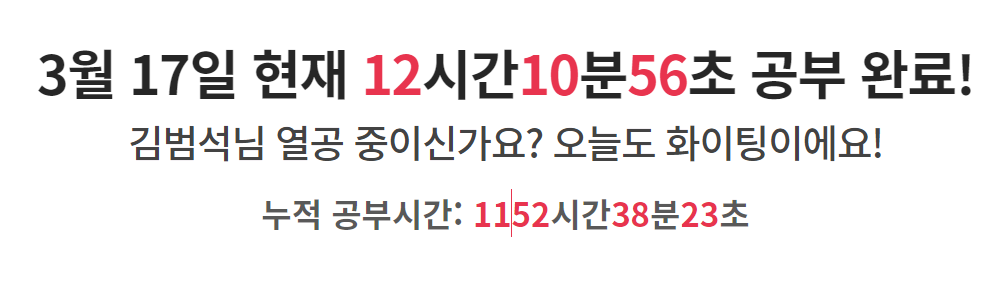 3월 17일 현재 12시간10분56초 공부 완료!
김범석님 열공 중이신가요? 오늘도 화이팅이에요!
누적 공부시간: 1152시간38분23초